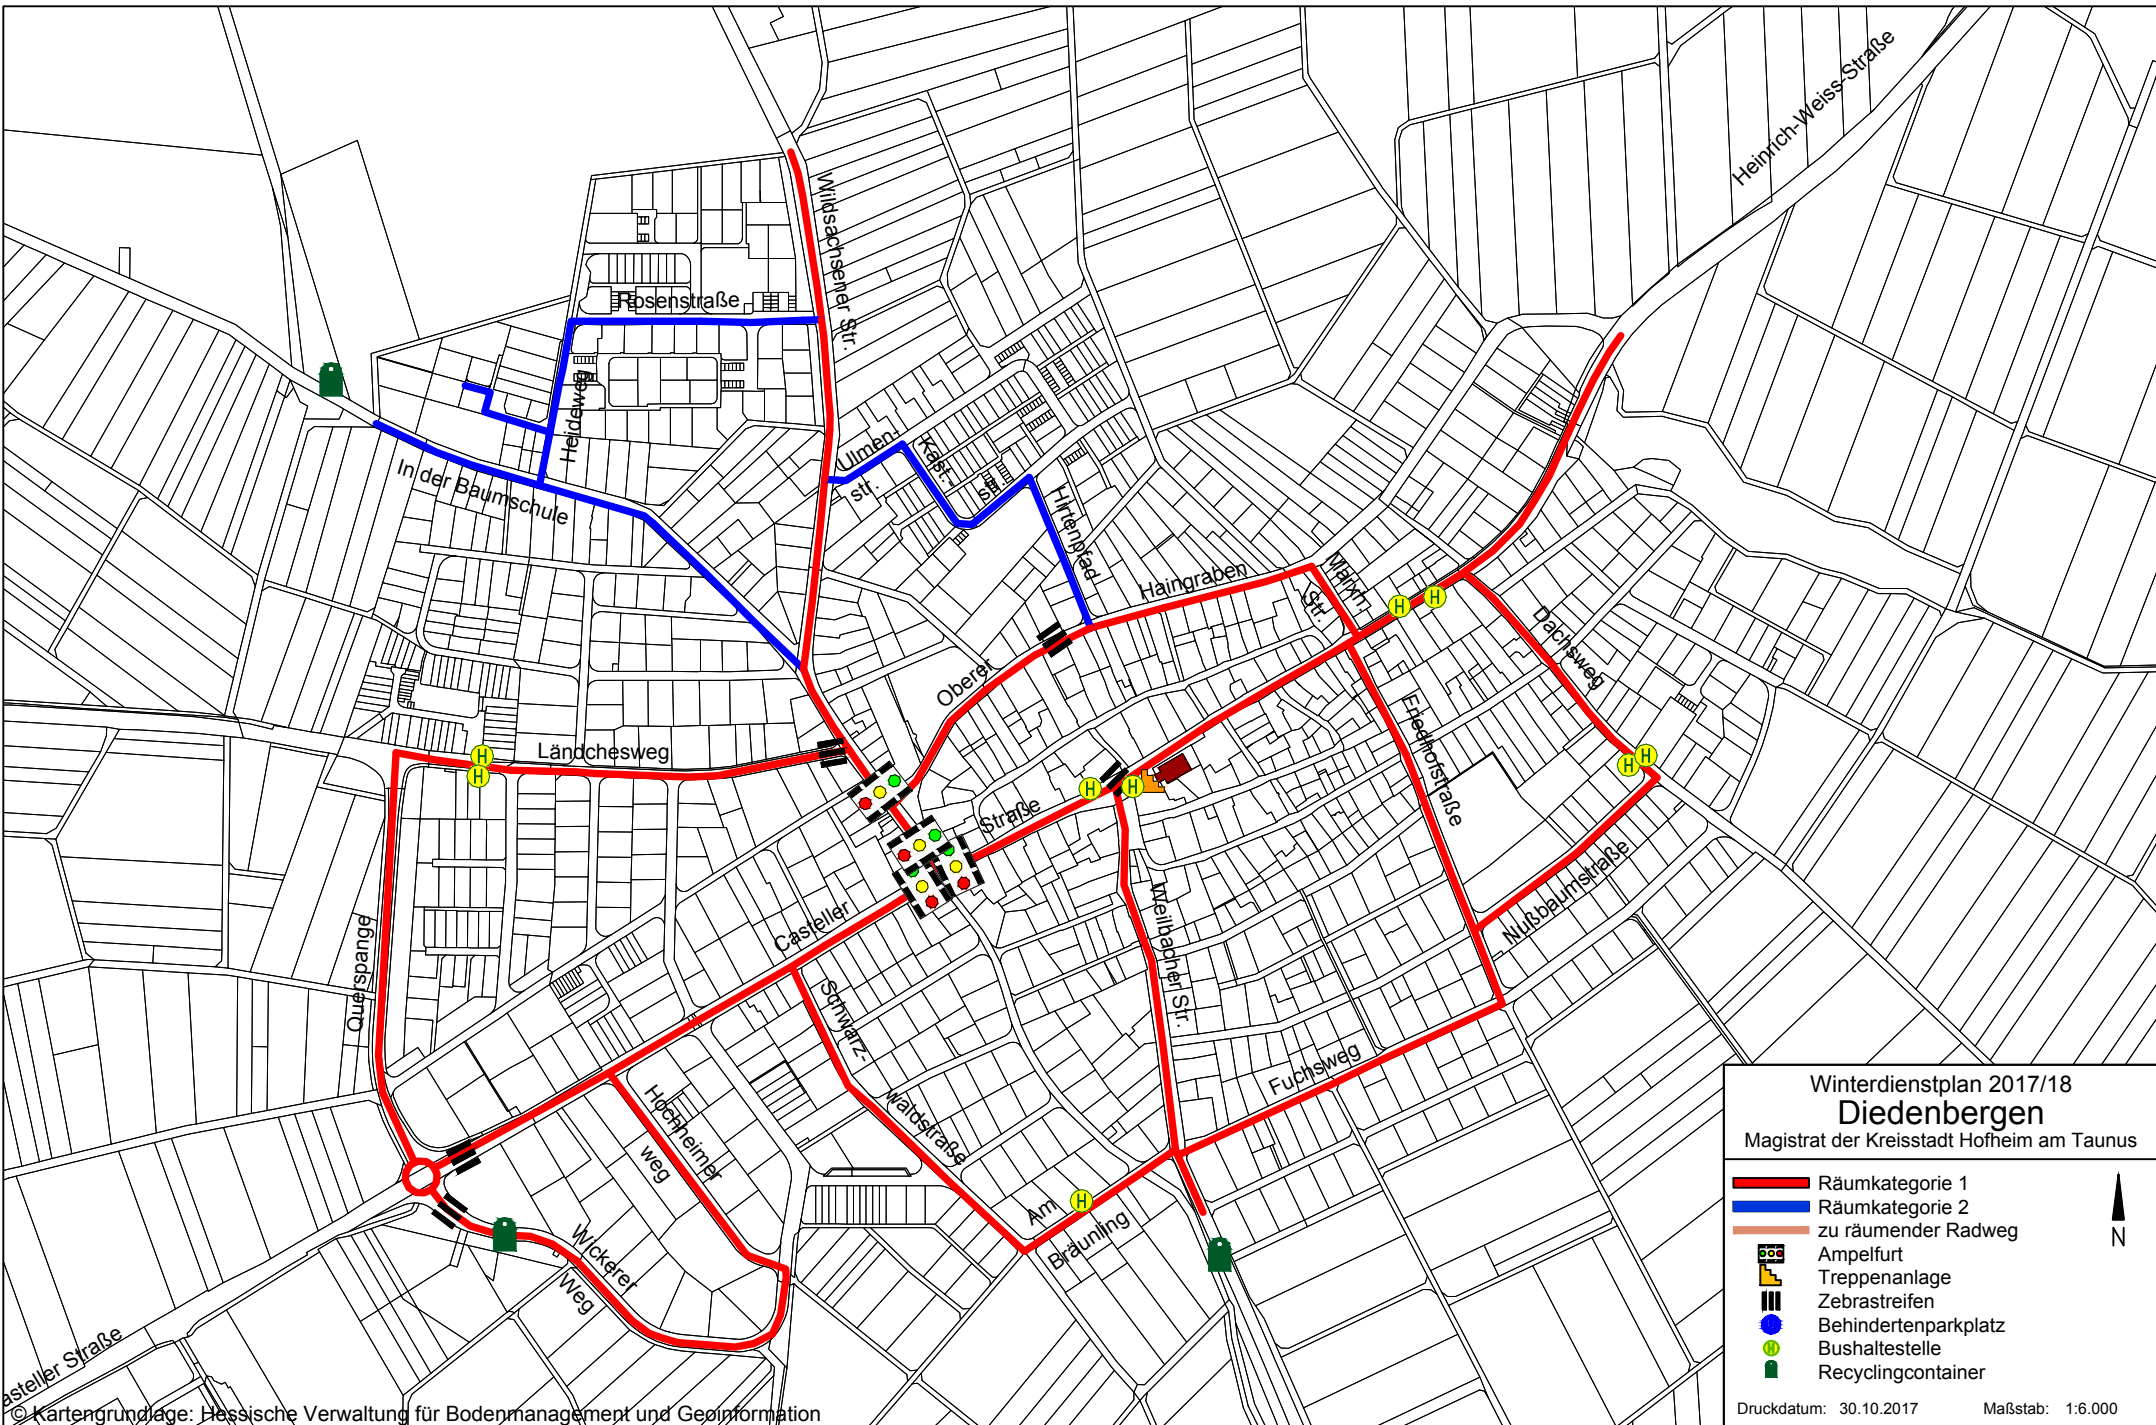 Heinrich-Weiss-Straße
Wildsachsener Str.
Rosenstraße
Heideweg
In der Baumschule
Ulmen-
str.
Kast.-
str.
Hirtenpfad
Haingraben
Marxh.
Str.
Oberer
Dachsweg
Ländchesweg
Friedhofstraße
Straße
Nußbaumstraße
Casteller
Weilbacher Str.
Querspange
Schwarz-
waldstraße
Fuchsweg
Hochheimer
weg
Am
Bräunling
Wickerer
Weg
asteller Straße
H
H
H
H
H
H
H
H
H
Winterdienstplan 2017/18
Diedenbergen
Magistrat der Kreisstadt Hofheim am Taunus
Räumkategorie 1
Räumkategorie 2
zu räumender Radweg
Ampelfurt
Treppenanlage
Zebrastreifen
Behindertenparkplatz
H Bushaltestelle
Recyclingcontainer
N
Druckdatum: 30.10.2017 Maßstab: 1:6.000
© Kartengrundlage: Hessische Verwaltung für Bodenmanagement und Geoinformation